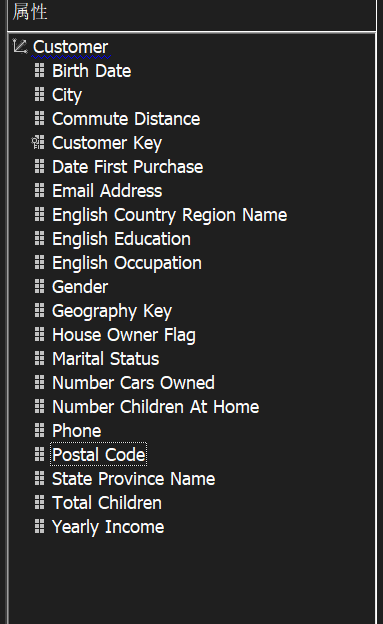 属性
Customer
Birth Date
City
Commute Distance
Customer Key
Date First Purchase
Email Address
English Country Region Name
English Education
English Occupation
Gender
Geography Key
House Owner Flag
Marital Status
Number Cars Owned
Number Children At Home
Phone
Postal Code
State Province Name
Total Children
Yearly Income